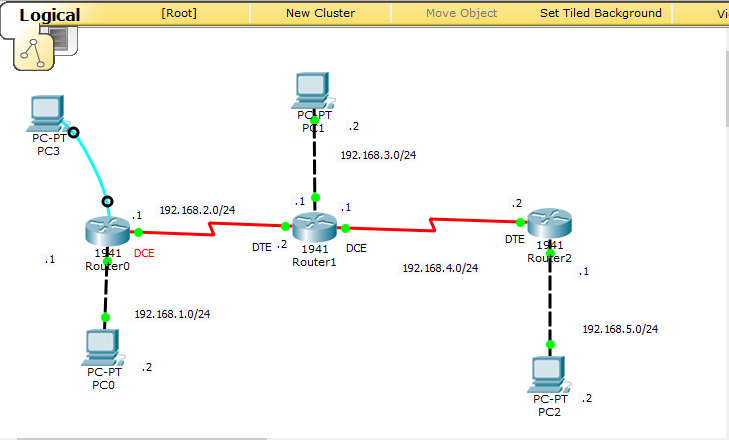 Logical
[Root]
New Cluster
Move Object
Set Tiled Background
Vi
PC-PT
PC3
PC-PT
PC1
.2
192.168.3.0/24
.1
192.168.2.0/24
.1
.1
.2
1941
Router0
DCE
DTE
.2
1941
Router1
DCE
DTE
1941
Router2
.1
192.168.4.0/24
.1
192.168.1.0/24
192.168.5.0/24
PC-PT
PC0
.2
PC-PT
PC2
.2